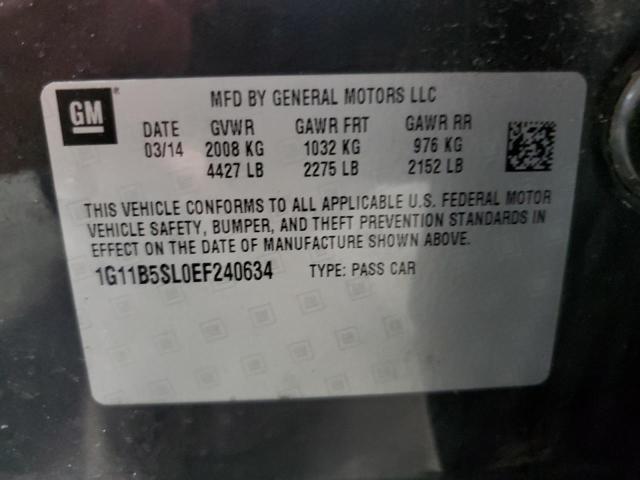 GM® MFD BY GENERAL MOTORS LLC
DATE GVWR GAWR FRT GAWR RR
03/14 2008 KG 1032 KG 976 KG
4427 LB 2275 LB 2152 LB
THIS VEHICLE CONFORMS TO ALL APPLICABLE U.S. FEDERAL MOTOR
VEHICLE SAFETY, BUMPER, AND THEFT PREVENTION STANDARDS IN
EFFECT ON THE DATE OF MANUFACTURE SHOWN ABOVE.
1G11B5SL0EF240634 TYPE: PASS CAR